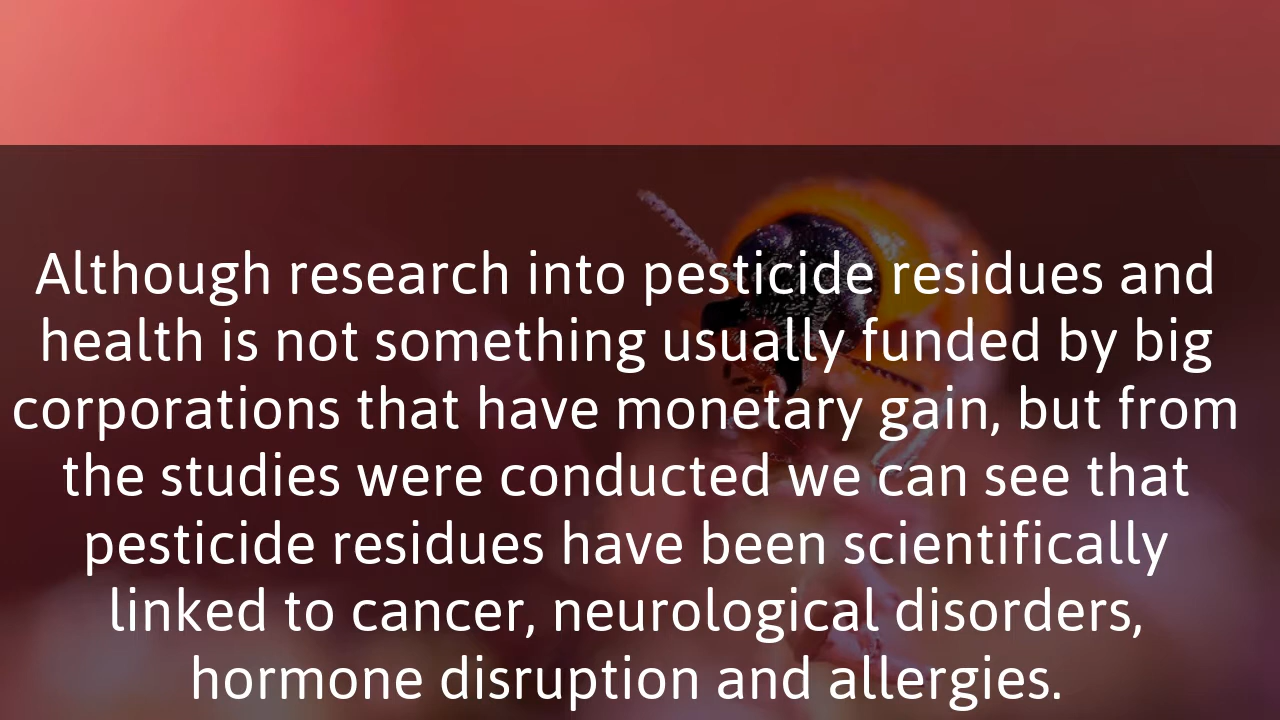 Although research into pesticide residues and
health is not something usually funded by big
corporations that have monetary gain, but from
the studies were conducted we can see that
pesticide residues have been scientifically
linked to cancer, neurological disorders,
hormone disruption and allergies.